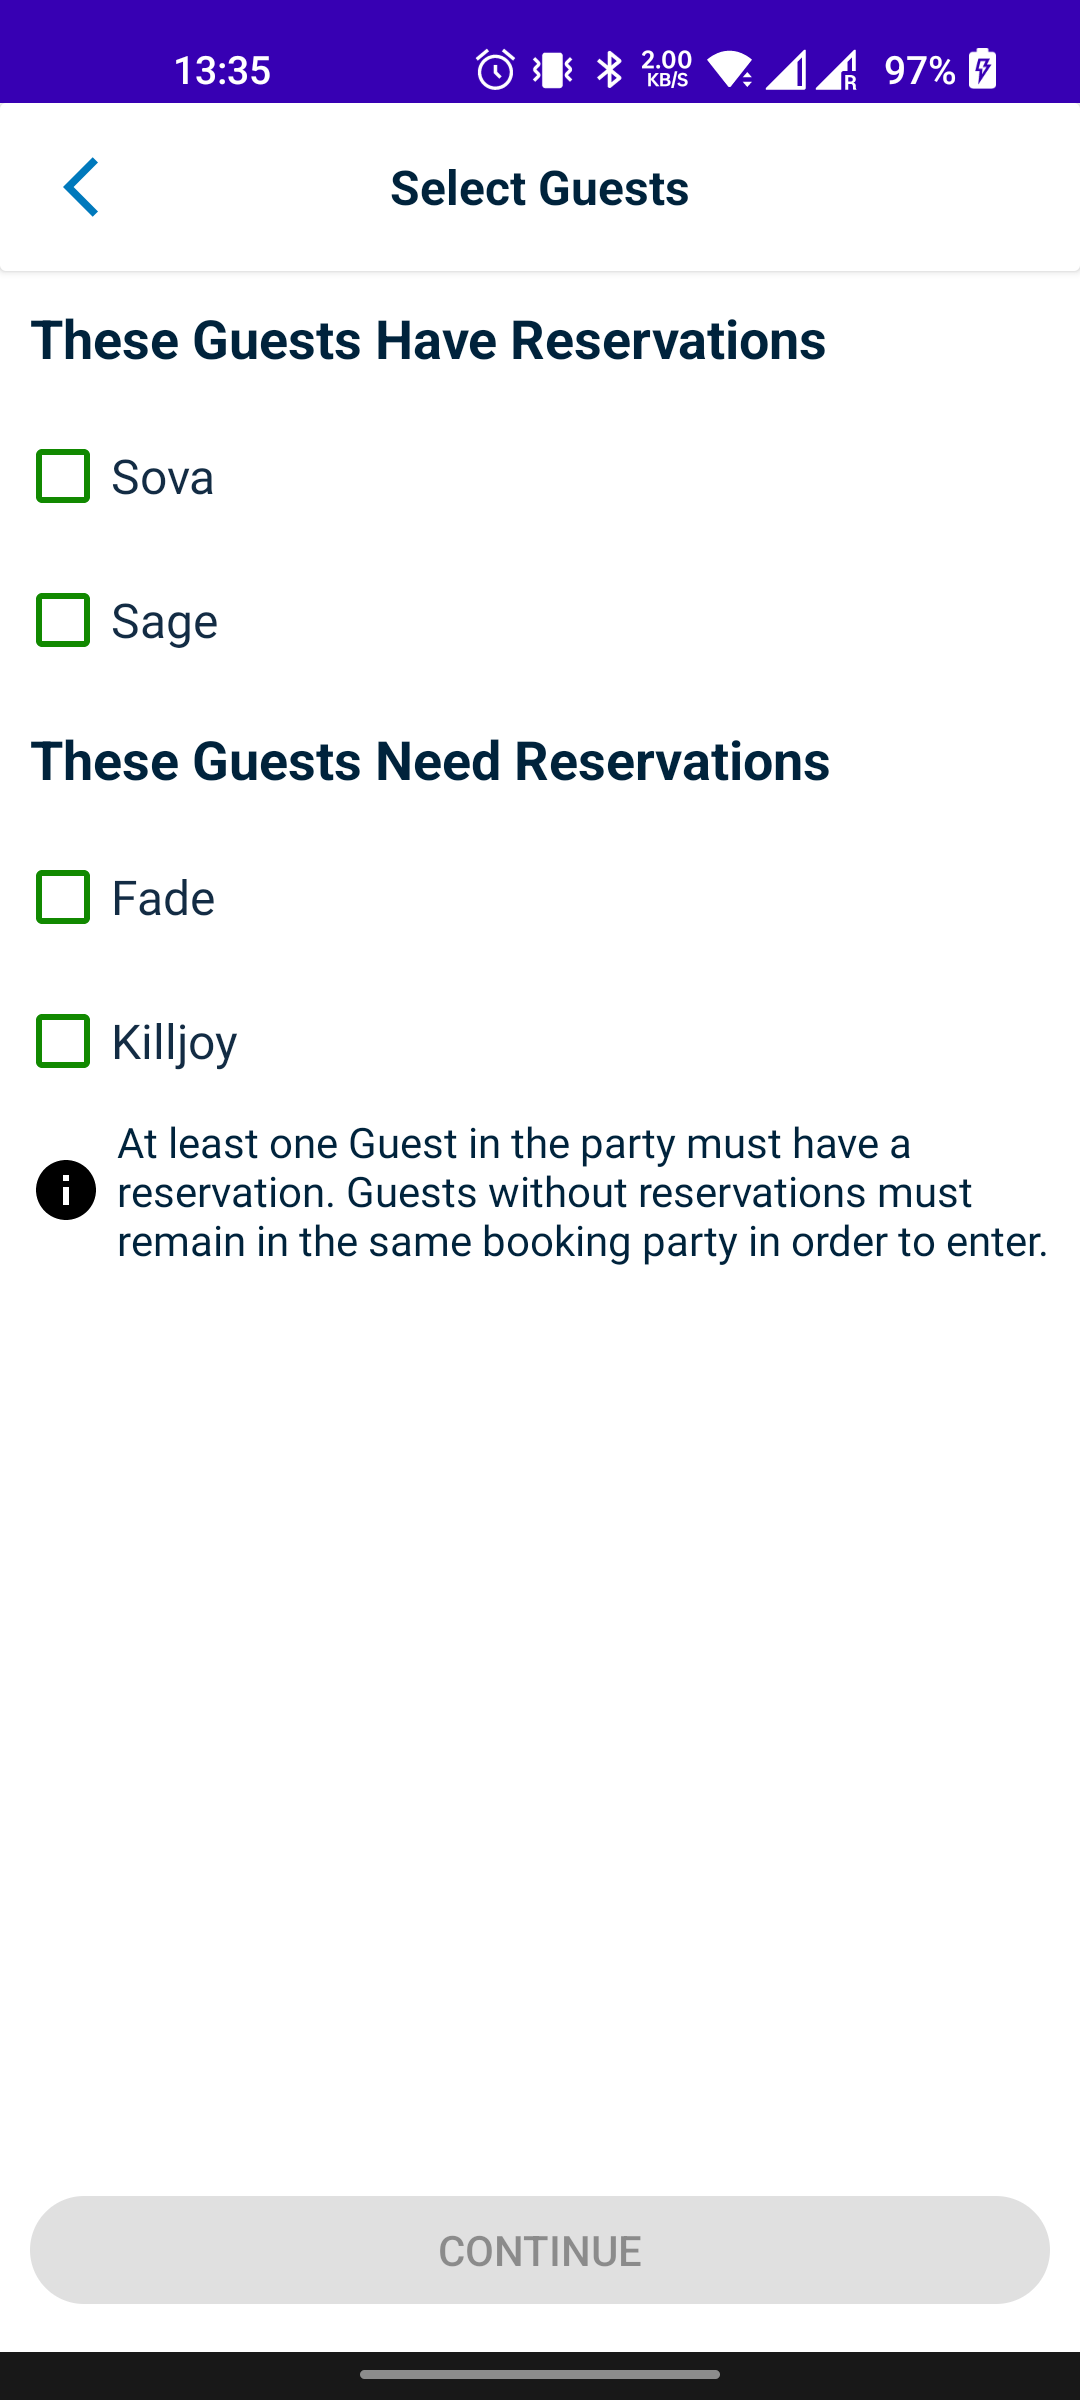 13:35
2.00
KB/S
R
97%
Select Guests
These Guests Have Reservations
Sova
Sage
These Guests Need Reservations
Fade
Killjoy
At least one Guest in the party must have a
reservation. Guests without reservations must
remain in the same booking party in order to enter.
CONTINUE